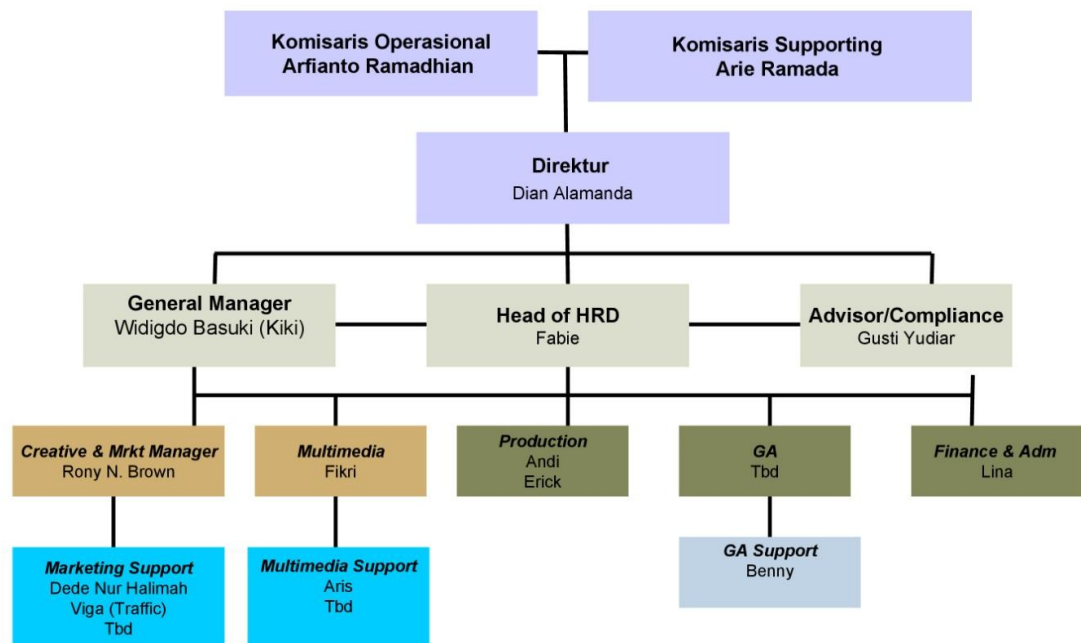 Komisaris Operasional
Arfianto Ramadhian
Komisaris Supporting
Arie Ramada
Direktur
Dian Alamanda
General Manager
Widigdo Basuki (Kiki)
Head of HRD
Fabie
Advisor/Compliance
Gusti Yudiar
Creative & Mrkt Manager
Rony N. Brown
Multimedia
Fikri
Production
Andi
Erick
GA
Tbd
Finance & Adm
Lina
Marketing Support
Dede Nur Halimah
Viga (Traffic)
Tbd
Multimedia Support
Aris
Tbd
GA Support
Benny